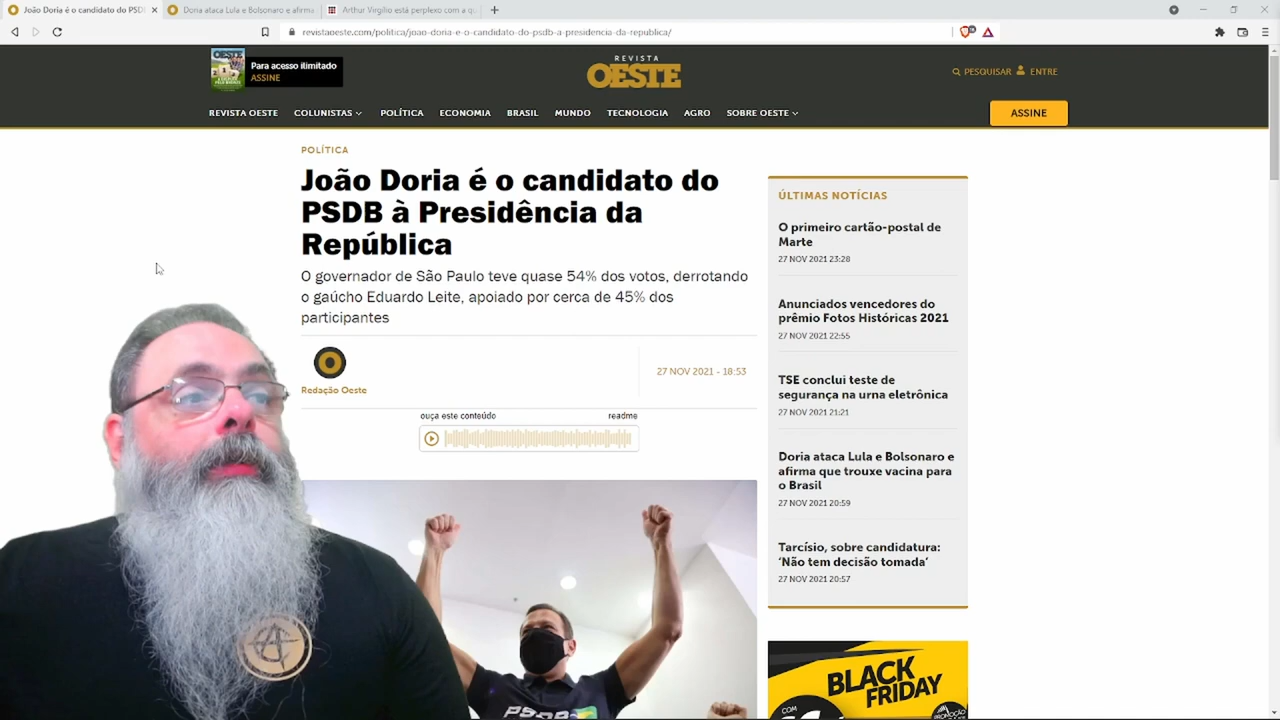 João Doria é o candidato do PSDB
Doria ataca Lula e Bolsonaro e afirma
Arthur Virgílio está perplexo com a qu
revistaoeste.com/politica/joao-doria-e-o-candidato-do-psdb-a-presidencia-da-republica/
OESTE
Para acesso ilimitado
ASSINE
REVISTA
OESTE
PESQUISAR
ENTRE
REVISTA OESTE
COLUNISTAS
POLÍTICA
ECONOMIA
BRASIL
MUNDO
TECNOLOGIA
AGRO
SOBRE OESTE
ASSINE
POLÍTICA
João Doria é o candidato do
PSDB à Presidência da
República
O governador de São Paulo teve quase 54% dos votos, derrotando
o gaúcho Eduardo Leite, apoiado por cerca de 45% dos
participantes
Redação Oeste
27 NOV 2021 - 18:53
ouça este conteúdo
readme
PSDB
ÚLTIMAS NOTÍCIAS
O primeiro cartão-postal de
Marte
27 NOV 2021 23:28
Anunciados vencedores do
prêmio Fotos Históricas 2021
27 NOV 2021 22:55
TSE conclui teste de
segurança na urna eletrônica
27 NOV 2021 21:21
Doria ataca Lula e Bolsonaro e
afirma que trouxe vacina para
o Brasil
27 NOV 2021 20:59
Tarcísio, sobre candidatura:
‘Não tem decisão tomada’
27 NOV 2021 20:57
BLACK
FRIDAY
COM
PROMOÇÃO